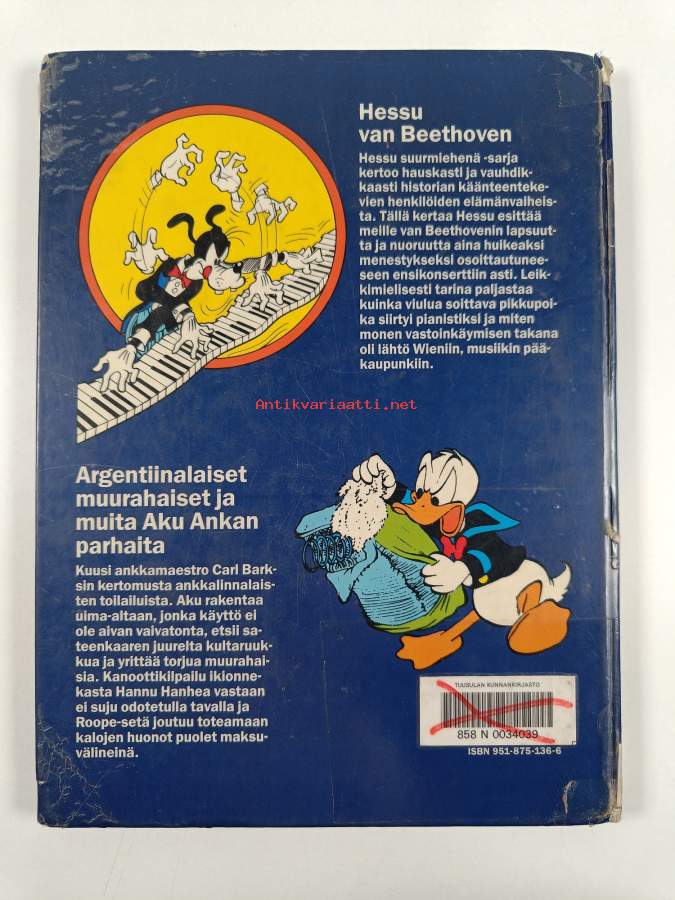 Hessu
van Beethoven
Hessu suurmiehenä -sarja
kertoo hauskasti ja vauhdik-
kaasti historian käänteenteke-
vien henkilöiden elämänvaiheis-
ta. Tällä kertaa Hessu esittää
meille van Beethovenin lapsuut-
ta ja nuoruutta aina huikeaksi
menestykseksi osoittautunee-
seen ensikonserttiin asti. Leik-
kimielisesti tarina paljastaa
kuinka viulua soittava pikkupoi-
ka siirtyi pianistiksi ja miten
monen vastoinkäymisen takana
oli lähtö Wieniin, musiikin pää-
kaupunkiin.
Antikvariaatti.net
Argentiinalaiset
muurahaiset ja
muita Aku Ankan
parhaita
Kuusi ankkamaestro Carl Bark-
sin kertomusta ankkalinnalais-
ten toilailuista. Aku rakentaa
uima-altaan, jonka käyttö ei
ole aivan vaivatonta, etsii sa-
teenkaaren juurelta kultaruuk-
kua ja yrittää torjua muurahai-
sia. Kanoottikilpailu ikionne-
kasta Hannu Hanhea vastaan
ei suju odotetulla tavalla ja
Roope-setä joutuu toteamaan
kalojen huonot puolet maksu-
välineinä.
TUUSULAN KUNNANKIRJASTO
858 N 0034039
ISBN 951-875-136-6